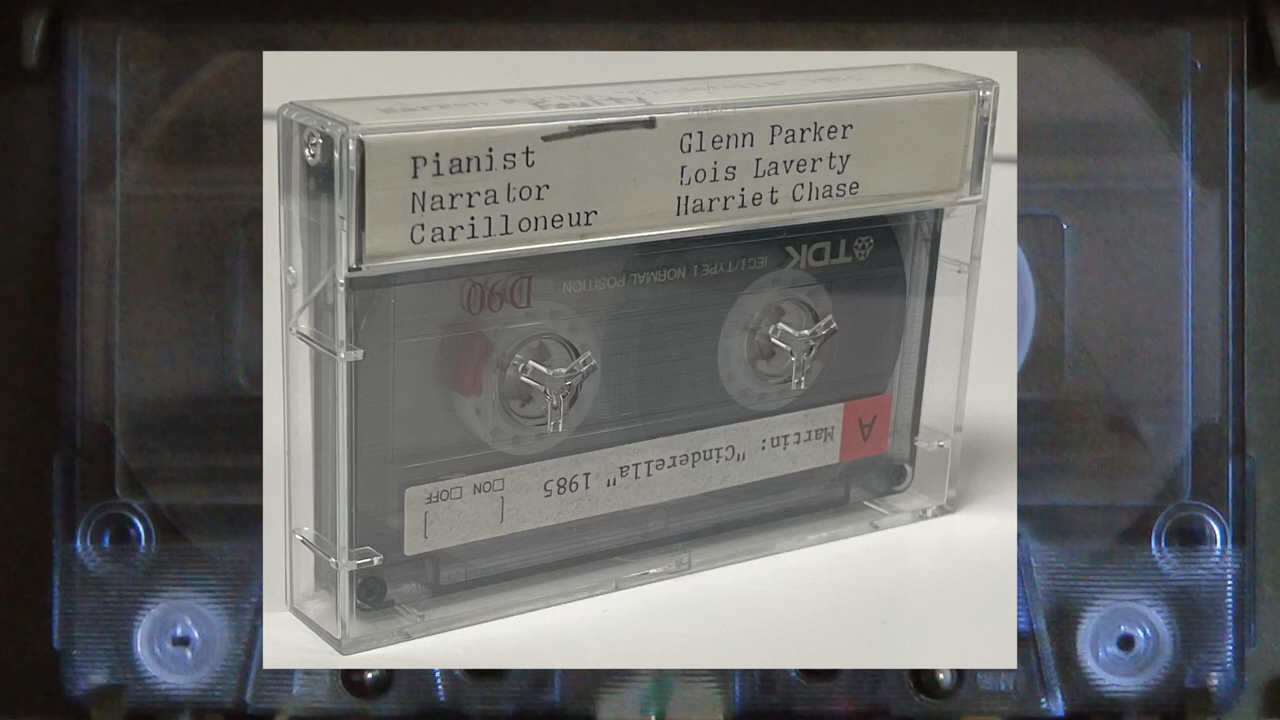 Pianist Glenn Parker
Narrator Lois Laverty
Carilloneur Harriet Chase
TDK
IEC I/TYPE I NORMAL POSITION
D90
A
Martin: "Cinderella" 1985
ON OFF